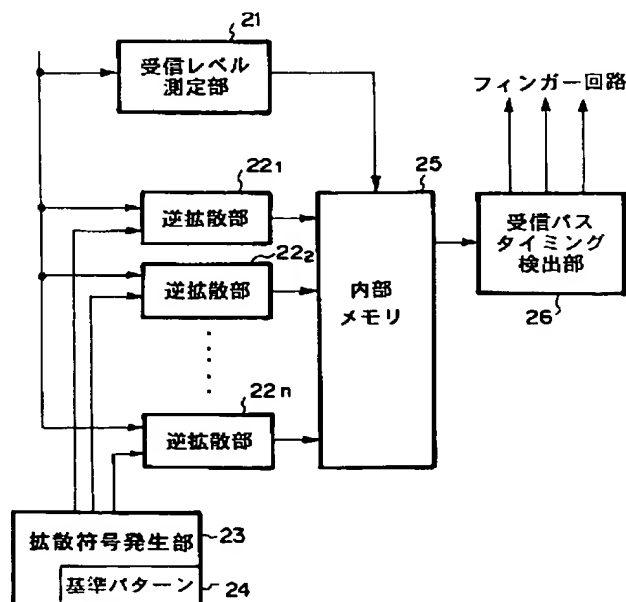 21
受信レベル
測定部
フィンガー回路
22₁
逆拡散部
25
受信パス
タイミング
検出部
26
22₂
逆拡散部
内部
メモリ
22n
逆拡散部
拡散符号発生部
23
基準パターン
24